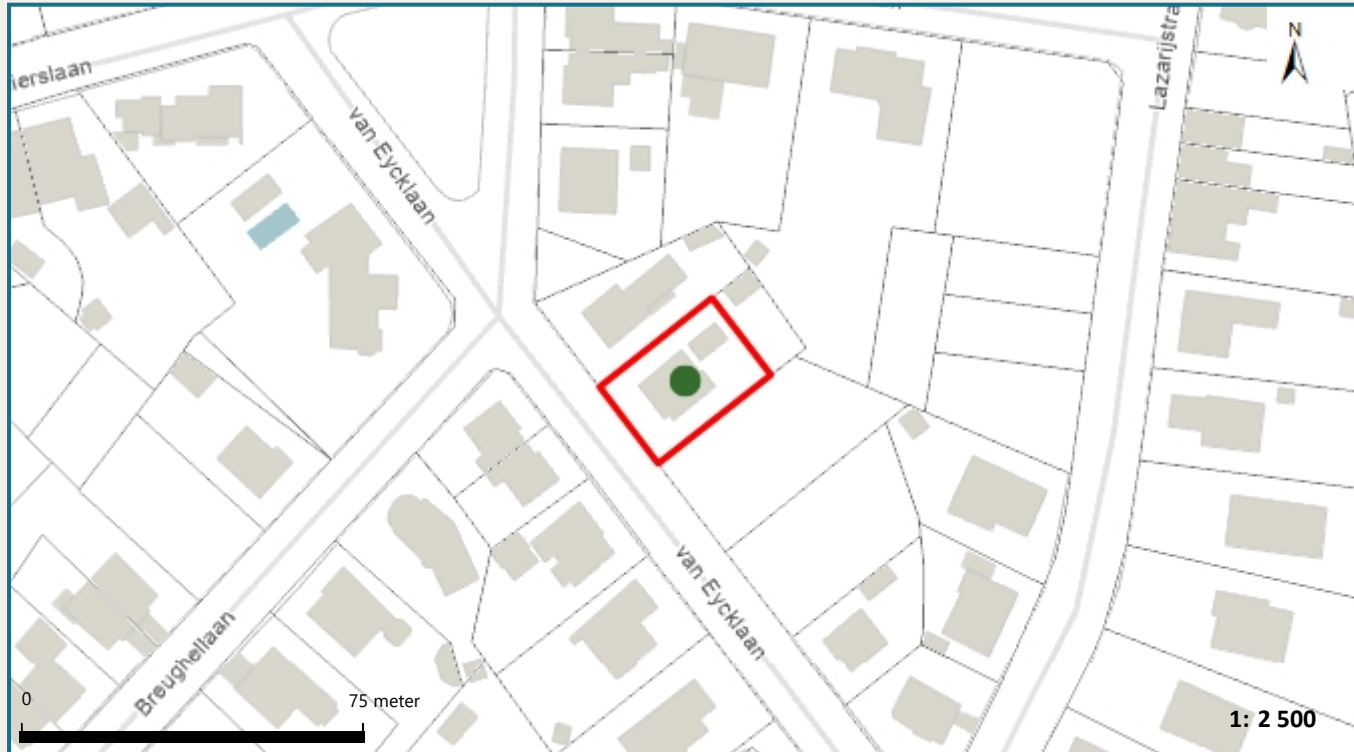 ierslaan
van Eycklaan
Lazarijstra
N
van Eycklaan
Breughellaan
0
75 meter
1: 2 500